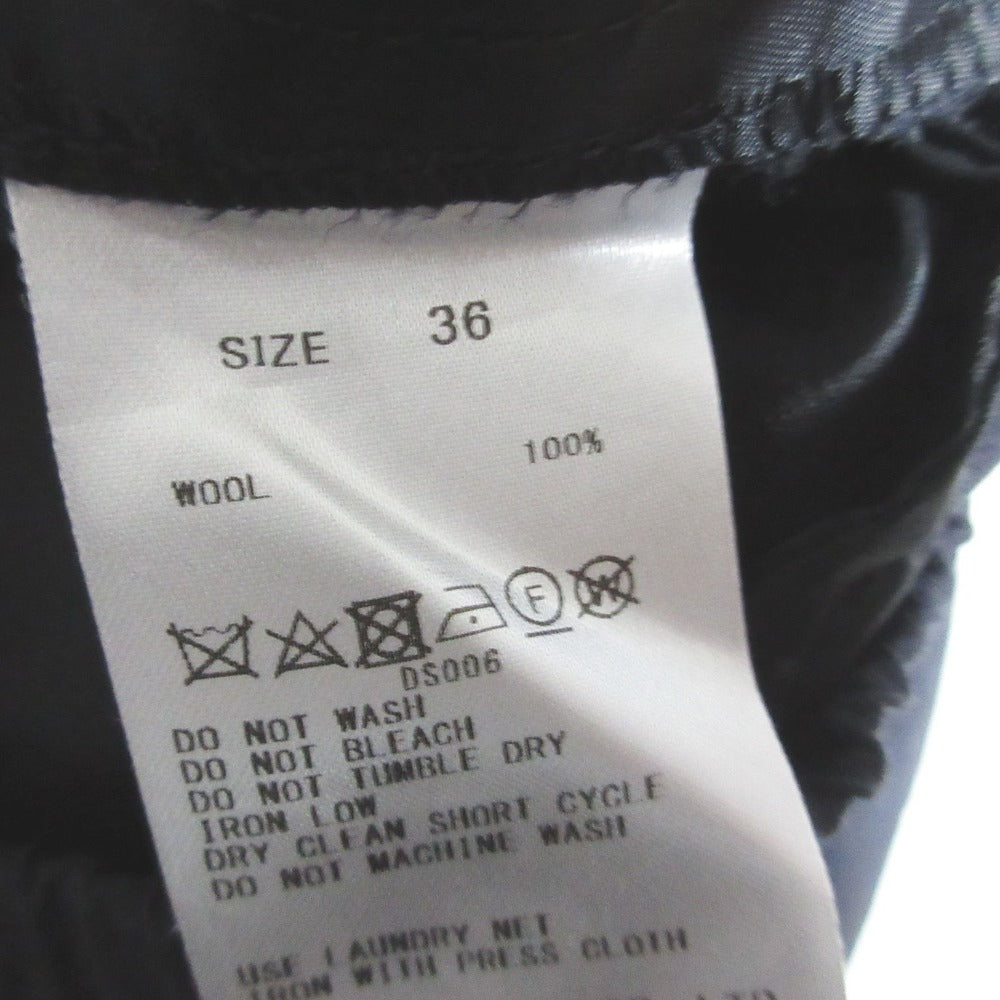 SIZE 36
WOOL 100%
F W
DS006
DO NOT WASH
DO NOT BLEACH
DO NOT TUMBLE DRY
IRON LOW
DRY CLEAN SHORT CYCLE
DO NOT MACHINE WASH
USE LAUNDRY NET
IRON WITH PRESS CLOTH
LTD